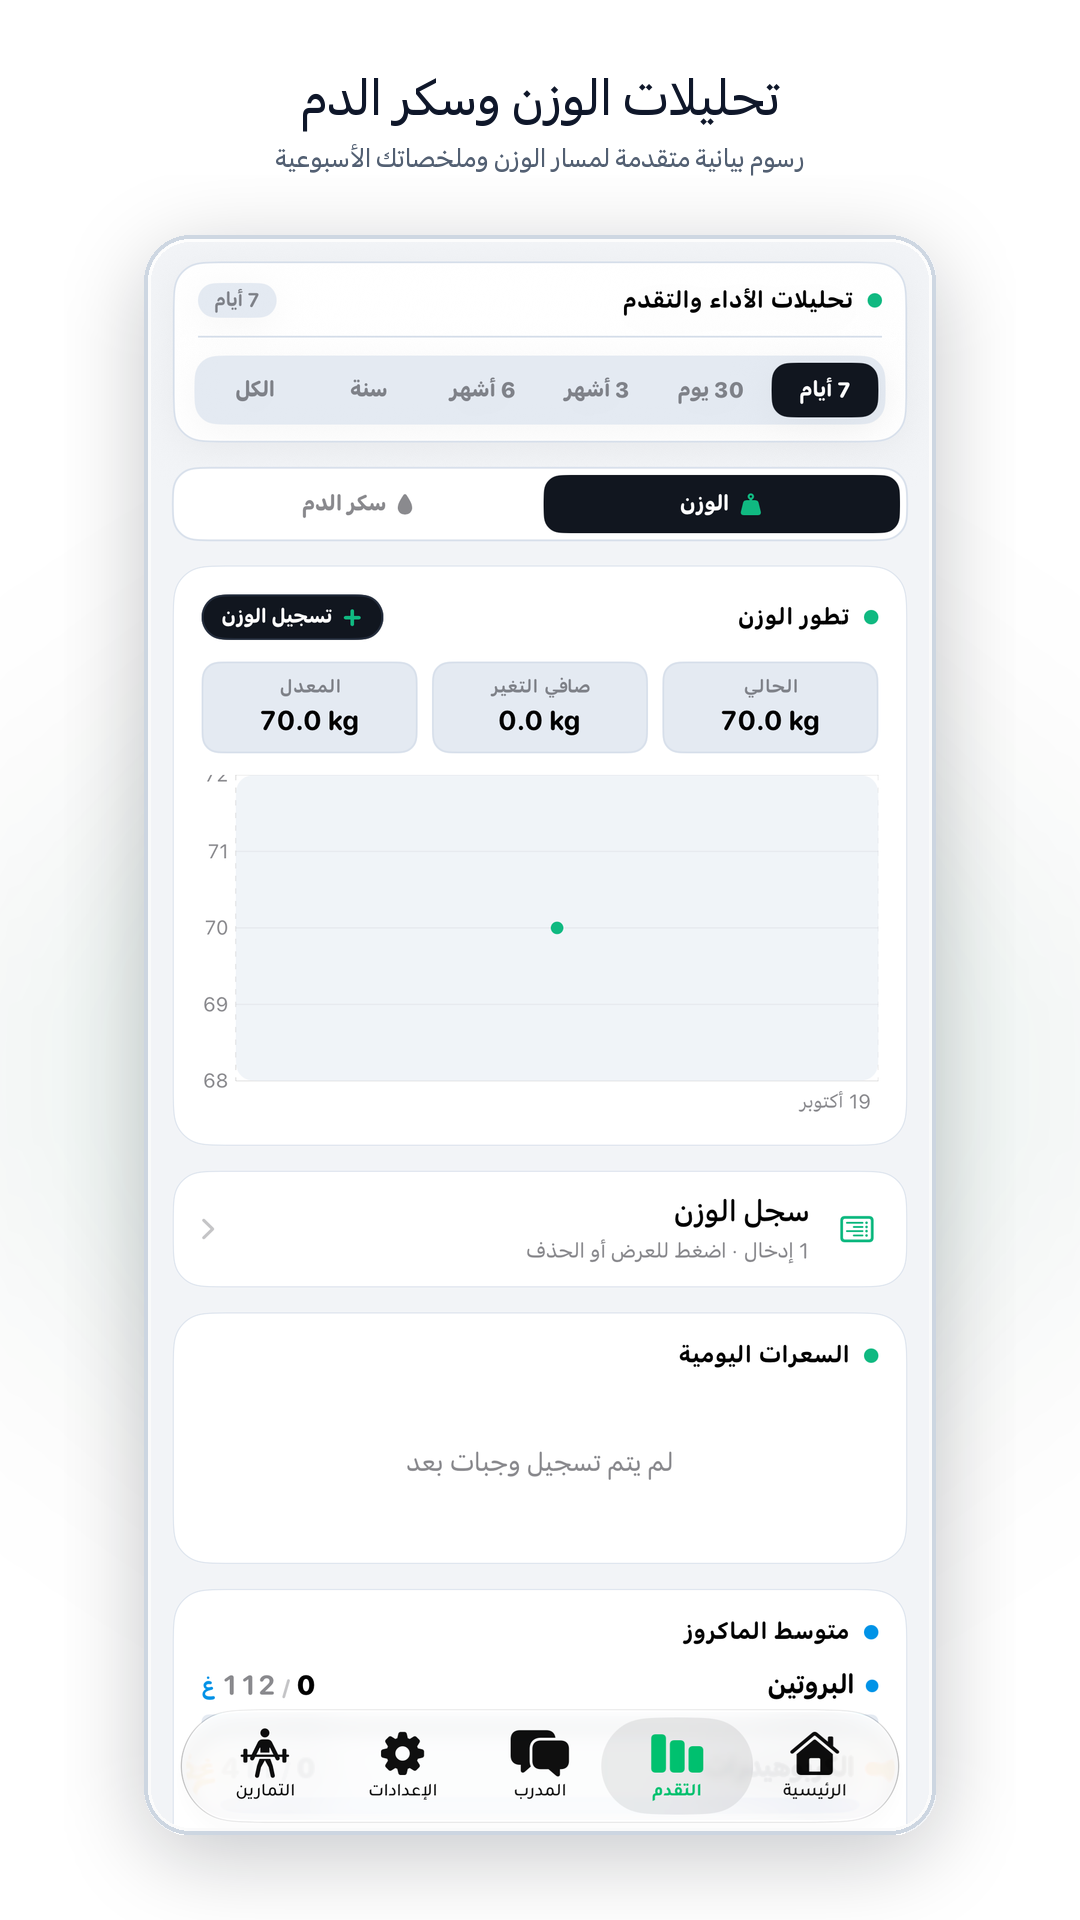 تحليلات الوزن وسكر الدم
رسوم بيانية متقدمة لمسار الوزن وملخصاتك الأسبوعية
تحليلات الأداء والتقدم
7 أيام
7 أيام
30 يوم
3 أشهر
6 أشهر
سنة
الكل
الوزن
سكر الدم
تطور الوزن
تسجيل الوزن
الحالي
70.0 kg
صافي التغير
0.0 kg
المعدل
70.0 kg
72
71
70
69
68
19 أكتوبر
سجل الوزن
1 إدخال · اضغط للعرض أو الحذف
السعرات اليومية
لم يتم تسجيل وجبات بعد
متوسط الماكروز
البروتين
0 / 112 غ
الرئيسية
التقدم
المدرب
الإعدادات
التمارين